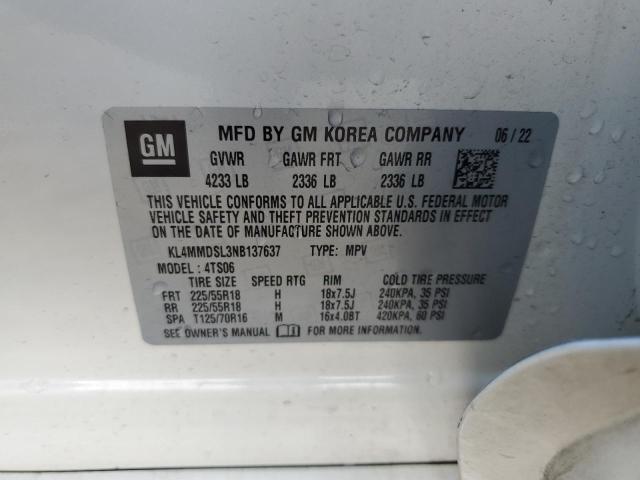 GM MFD BY GM KOREA COMPANY 06 / 22
GVWR GAWR FRT GAWR RR
4233 LB 2336 LB 2336 LB
THIS VEHICLE CONFORMS TO ALL APPLICABLE U.S. FEDERAL MOTOR
VEHICLE SAFETY AND THEFT PREVENTION STANDARDS IN EFFECT
ON THE DATE OF MANUFACTURE SHOWN ABOVE.
KL4MMDSL3NB137637 TYPE: MPV
MODEL : 4TS06
TIRE SIZE SPEED RTG RIM COLD TIRE PRESSURE
FRT 225/55R18 H 18x7.5J 240KPA, 35 PSI
RR 225/55R18 H 18x7.5J 240KPA, 35 PSI
SPA T125/70R16 M 16x4.0BT 420KPA, 60 PSI
SEE OWNER'S MANUAL FOR MORE INFORMATION.